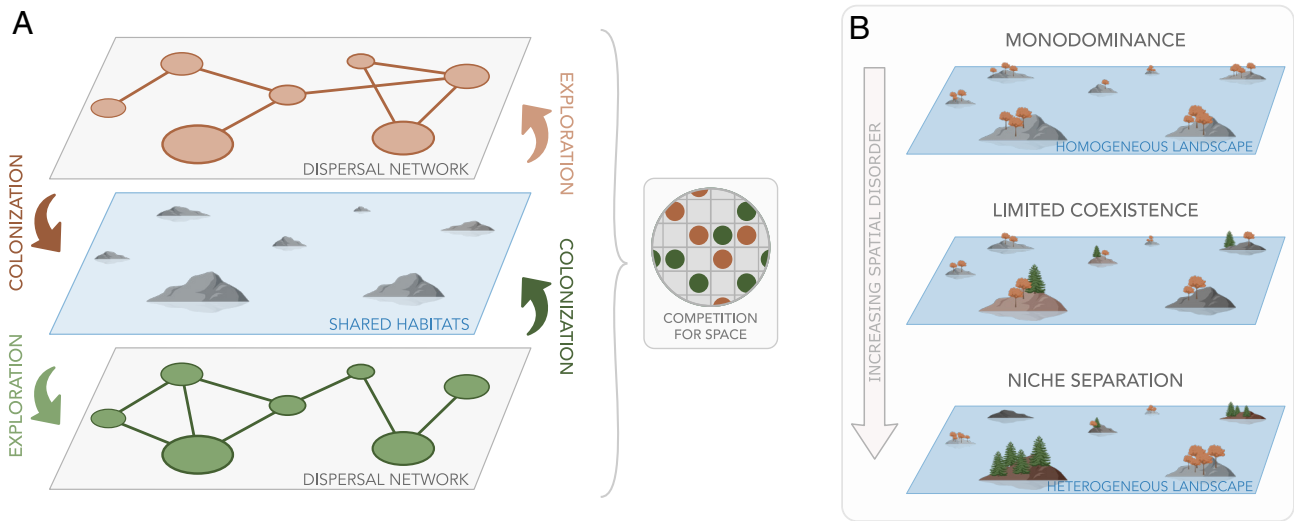 A
DISPERSAL NETWORK
EXPLORATION
COLONIZATION
SHARED HABITATS
COLONIZATION
EXPLORATION
DISPERSAL NETWORK
COMPETITION
FOR SPACE
B
INCREASING SPATIAL DISORDER
MONODOMINANCE
HOMOGENEOUS LANDSCAPE
LIMITED COEXISTENCE
NICHE SEPARATION
HETEROGENEOUS LANDSCAPE